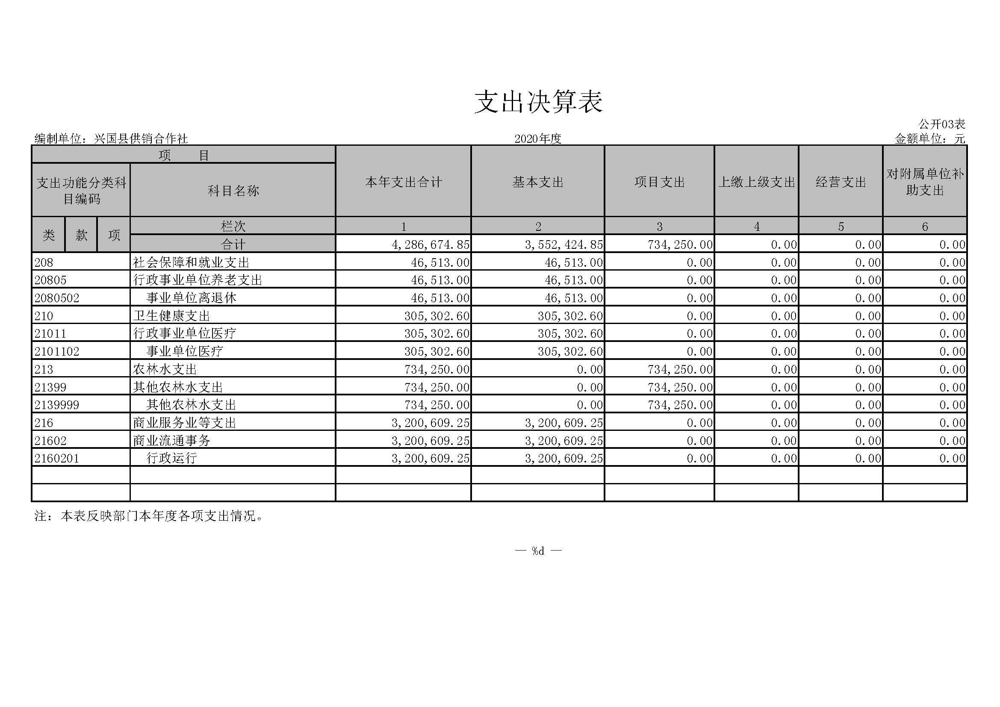 支出决算表
公开03表
编制单位：兴国县供销合作社 2020年度 金额单位：元
项 目 本年支出合计 基本支出 项目支出 上缴上级支出 经营支出 对附属单位补
助支出
支出功能分类科
目编码 科目名称
类 款 项 栏次 1 2 3 4 5 6
合计 4,286,674.85 3,552,424.85 734,250.00 0.00 0.00 0.00
208 社会保障和就业支出 46,513.00 46,513.00 0.00 0.00 0.00 0.00
20805 行政事业单位养老支出 46,513.00 46,513.00 0.00 0.00 0.00 0.00
2080502 事业单位离退休 46,513.00 46,513.00 0.00 0.00 0.00 0.00
210 卫生健康支出 305,302.60 305,302.60 0.00 0.00 0.00 0.00
21011 行政事业单位医疗 305,302.60 305,302.60 0.00 0.00 0.00 0.00
2101102 事业单位医疗 305,302.60 305,302.60 0.00 0.00 0.00 0.00
213 农林水支出 734,250.00 0.00 734,250.00 0.00 0.00 0.00
21399 其他农林水支出 734,250.00 0.00 734,250.00 0.00 0.00 0.00
2139999 其他农林水支出 734,250.00 0.00 734,250.00 0.00 0.00 0.00
216 商业服务业等支出 3,200,609.25 3,200,609.25 0.00 0.00 0.00 0.00
21602 商业流通事务 3,200,609.25 3,200,609.25 0.00 0.00 0.00 0.00
2160201 行政运行 3,200,609.25 3,200,609.25 0.00 0.00 0.00 0.00
注：本表反映部门本年度各项支出情况。
— %d —